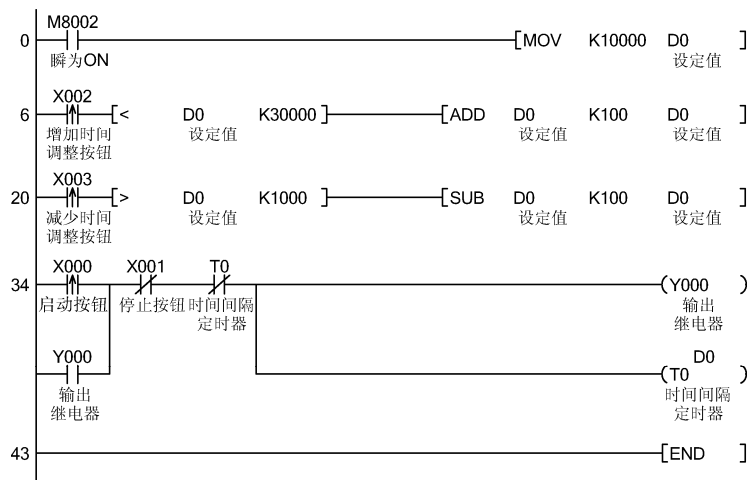 M8002
0 [MOV K10000 D0 ]
瞬为ON 设定值
X002
6 [< D0 K30000 ] [ADD D0 K100 D0 ]
增加时间 设定值 设定值 设定值
调整按钮
X003
20 [> D0 K1000 ] [SUB D0 K100 D0 ]
减少时间 设定值 设定值 设定值
调整按钮
X000 X001 T0
34 (Y000 )
启动按钮 停止按钮 时间间隔 输出
定时器 继电器
Y000 D0
(T0 )
输出 时间间隔
继电器 定时器
43 [END ]